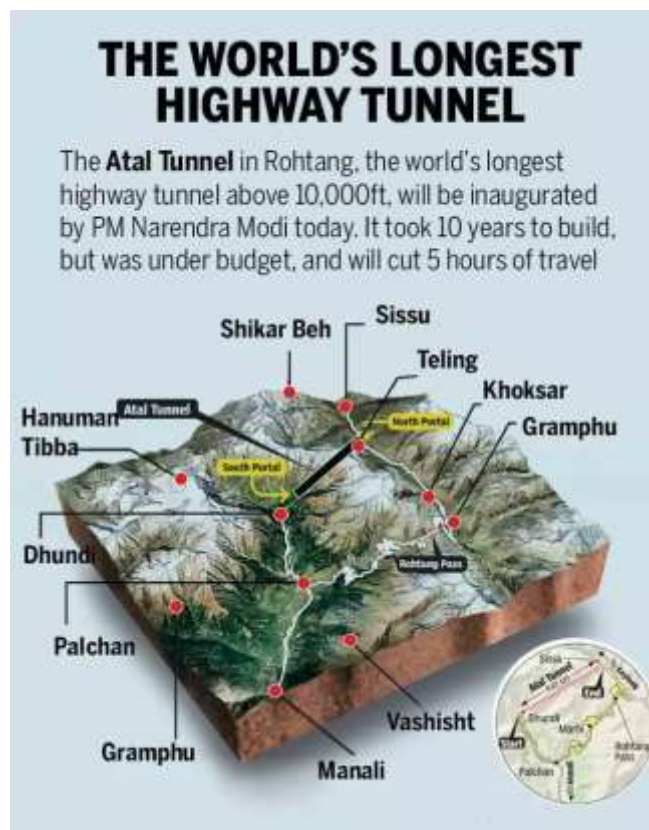 THE WORLD'S LONGEST
HIGHWAY TUNNEL
The Atal Tunnel in Rohtang, the world's longest
highway tunnel above 10,000ft, will be inaugurated
by PM Narendra Modi today. It took 10 years to build,
but was under budget, and will cut 5 hours of travel
Sissu
Shikar Beh
Teling
Khoksar
Atal Tunnel
Hanuman
Tibba
North Portal
Gramphu
South Portal
Dhundi
Rohtang Pass
Palchan
Sissu
Atal Tunnel
End
Dhundi
Marhi
Start
Rohtang
Pass
Palchan
Vashisht
Gramphu
Manali